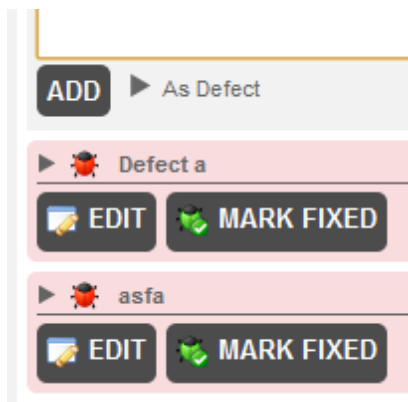 ADD As Defect
Defect a
EDIT MARK FIXED
asfa
EDIT MARK FIXED